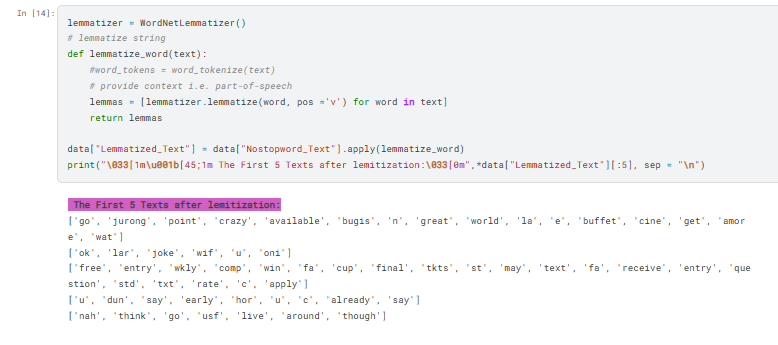 In [14]:
lemmatizer = WordNetLemmatizer()
# lemmatize string
def lemmatize_word(text):
    #word_tokens = word_tokenize(text)
    # provide context i.e. part-of-speech
    lemmas = [lemmatizer.lemmatize(word, pos ='v') for word in text]
    return lemmas
data["Lemmatized_Text"] = data["Nostopword_Text"].apply(lemmatize_word)
print("\033[1m\u001b[45;1m The First 5 Texts after lemitization:\033[0m",*data["Lemmatized_Text"][:5], sep = "\n")
The First 5 Texts after lemitization:
['go', 'jurong', 'point', 'crazy', 'available', 'bugis', 'n', 'great', 'world', 'la', 'e', 'buffet', 'cine', 'get', 'amor
e', 'wat']
['ok', 'lar', 'joke', 'wif', 'u', 'oni']
['free', 'entry', 'wkly', 'comp', 'win', 'fa', 'cup', 'final', 'tkts', 'st', 'may', 'text', 'fa', 'receive', 'entry', 'que
stion', 'std', 'txt', 'rate', 'c', 'apply']
['u', 'dun', 'say', 'early', 'hor', 'u', 'c', 'already', 'say']
['nah', 'think', 'go', 'usf', 'live', 'around', 'though']